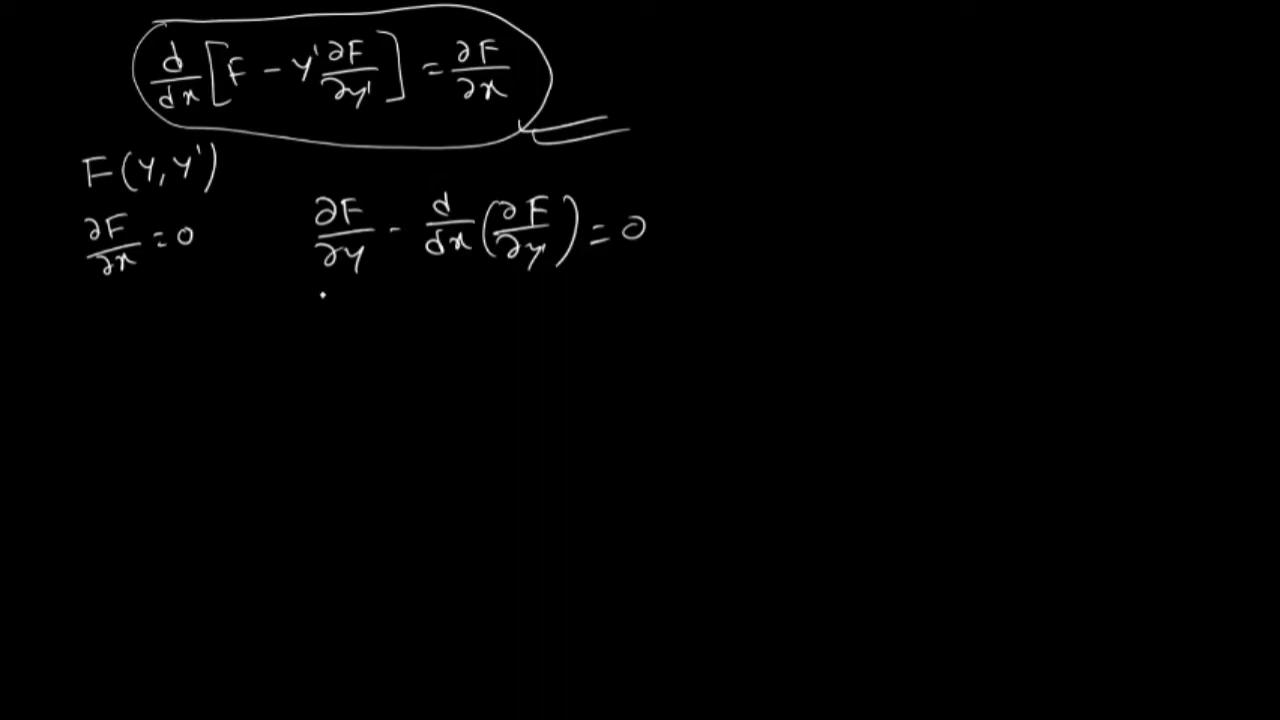 d/dx [F - y' ∂F/∂y'] = ∂F/∂x
F(y, y')
∂F/∂x = 0    ∂F/∂y - d/dx (∂F/∂y') = 0